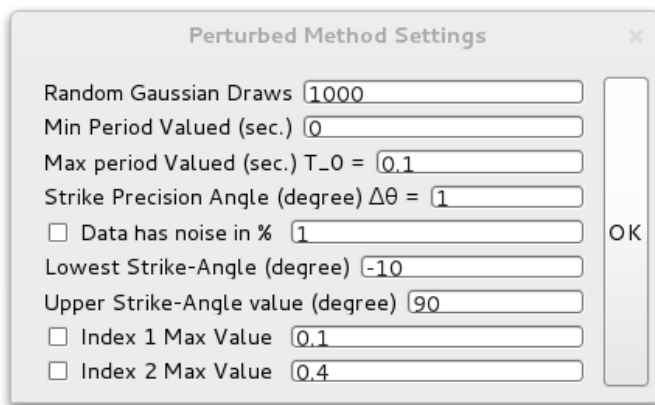 Perturbed Method Settings ×
Random Gaussian Draws 1000
Min Period Valued (sec.) 0
Max period Valued (sec.) T_0 = 0.1
Strike Precision Angle (degree) Δθ = 1
Data has noise in % 1
OK
Lowest Strike-Angle (degree) -10
Upper Strike-Angle value (degree) 90
Index 1 Max Value 0.1
Index 2 Max Value 0.4